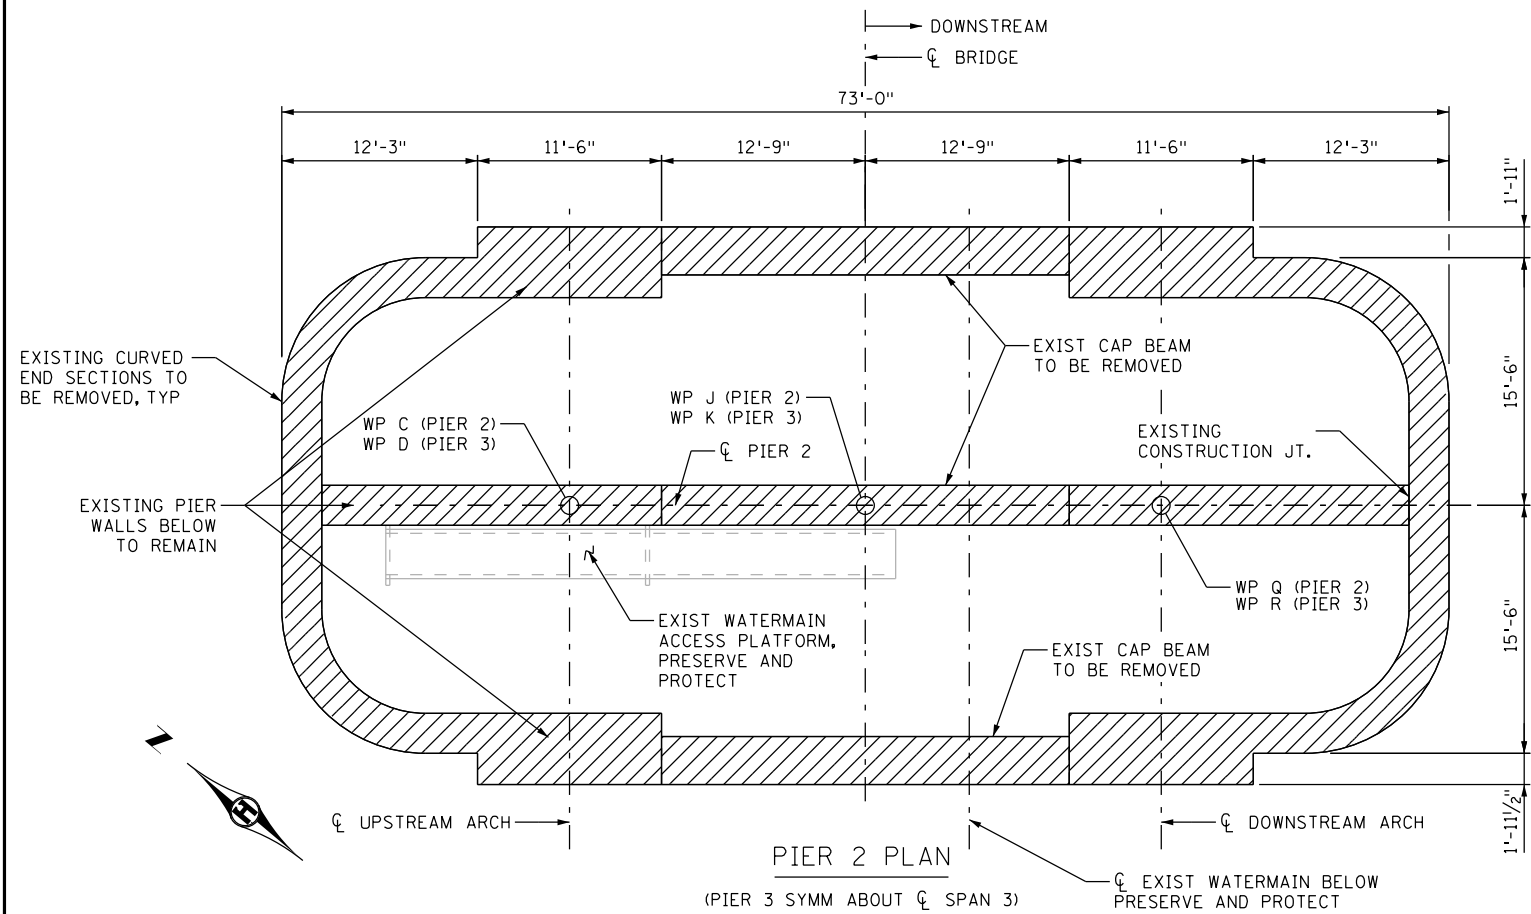 DOWNSTREAM
℄ BRIDGE
73'-0"
12'-3"
11'-6"
12'-9"
12'-9"
11'-6"
12'-3"
1'-11"
15'-6"
15'-6"
1'-11½"
EXISTING CURVED
END SECTIONS TO
BE REMOVED, TYP
EXIST CAP BEAM
TO BE REMOVED
WP J (PIER 2)
WP K (PIER 3)
WP C (PIER 2)
WP D (PIER 3)
℄ PIER 2
EXISTING
CONSTRUCTION JT.
EXISTING PIER
WALLS BELOW
TO REMAIN
WP Q (PIER 2)
WP R (PIER 3)
EXIST WATERMAIN
ACCESS PLATFORM,
PRESERVE AND
PROTECT
EXIST CAP BEAM
TO BE REMOVED
N
H
℄ UPSTREAM ARCH
℄ DOWNSTREAM ARCH
PIER 2 PLAN
(PIER 3 SYMM ABOUT ℄ SPAN 3)
℄ EXIST WATERMAIN BELOW
PRESERVE AND PROTECT